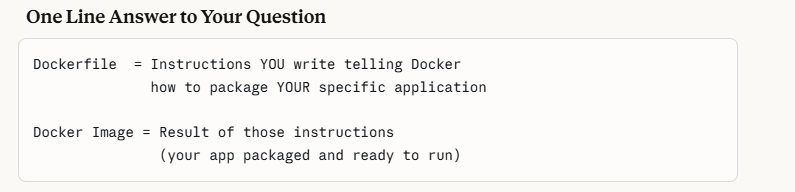 One Line Answer to Your Question
Dockerfile  = Instructions YOU write telling Docker
              how to package YOUR specific application
Docker Image = Result of those instructions
               (your app packaged and ready to run)